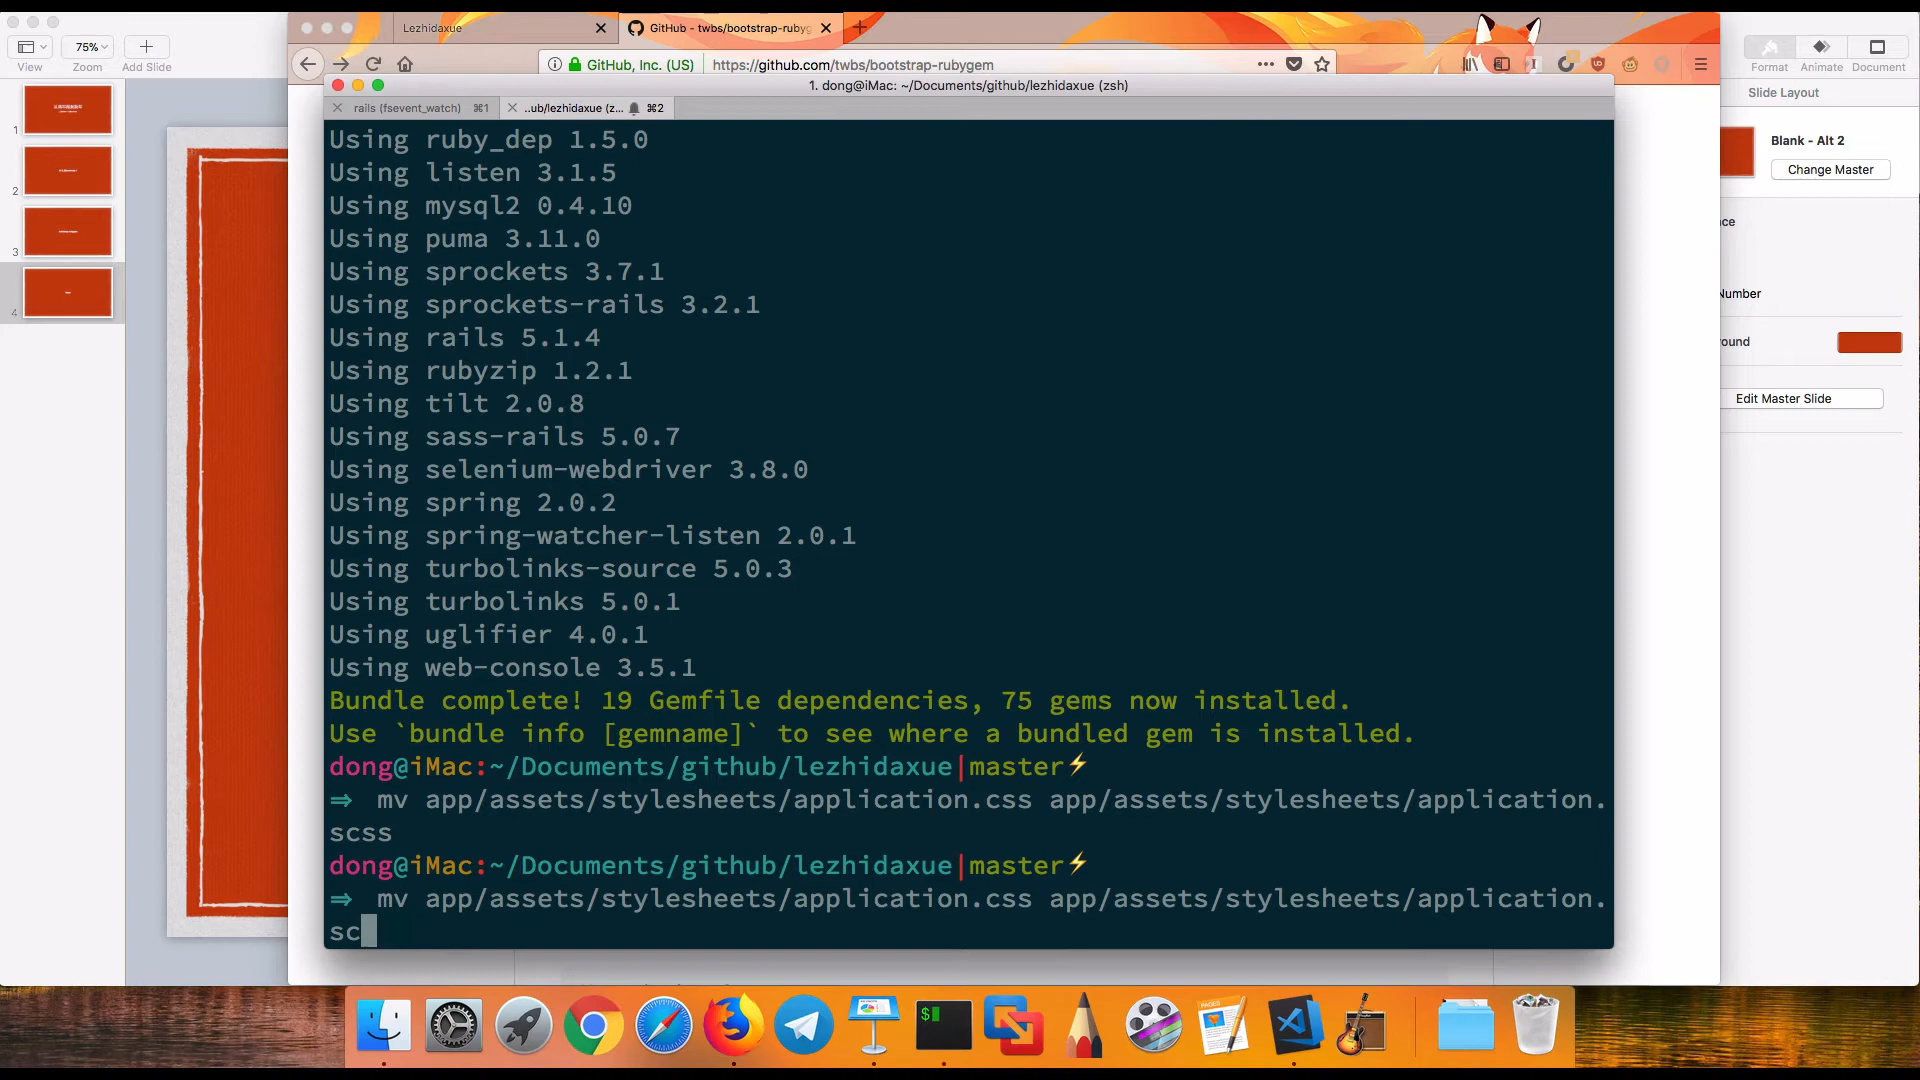 Lezhidaxue
GitHub - twbs/bootstrap-rubyg
GitHub, Inc. (US)
https://github.com/twbs/bootstrap-rubygem
75%
View
Zoom
Add Slide
Format
Animate
Document
Slide Layout
Blank - Alt 2
Change Master
nce
Number
round
Edit Master Slide
1
2
3
4
1. dong@iMac: ~/Documents/github/lezhidaxue (zsh)
rails (fsevent_watch) ⌘1
..ub/lezhidaxue (z... ⌘2
Using ruby_dep 1.5.0
Using listen 3.1.5
Using mysql2 0.4.10
Using puma 3.11.0
Using sprockets 3.7.1
Using sprockets-rails 3.2.1
Using rails 5.1.4
Using rubyzip 1.2.1
Using tilt 2.0.8
Using sass-rails 5.0.7
Using selenium-webdriver 3.8.0
Using spring 2.0.2
Using spring-watcher-listen 2.0.1
Using turbolinks-source 5.0.3
Using turbolinks 5.0.1
Using uglifier 4.0.1
Using web-console 3.5.1
Bundle complete! 19 Gemfile dependencies, 75 gems now installed.
Use `bundle info [gemname]` to see where a bundled gem is installed.
dong@iMac:~/Documents/github/lezhidaxue|master⚡
⇒ mv app/assets/stylesheets/application.css app/assets/stylesheets/application.
scss
dong@iMac:~/Documents/github/lezhidaxue|master⚡
⇒ mv app/assets/stylesheets/application.css app/assets/stylesheets/application.
sc
PAGES